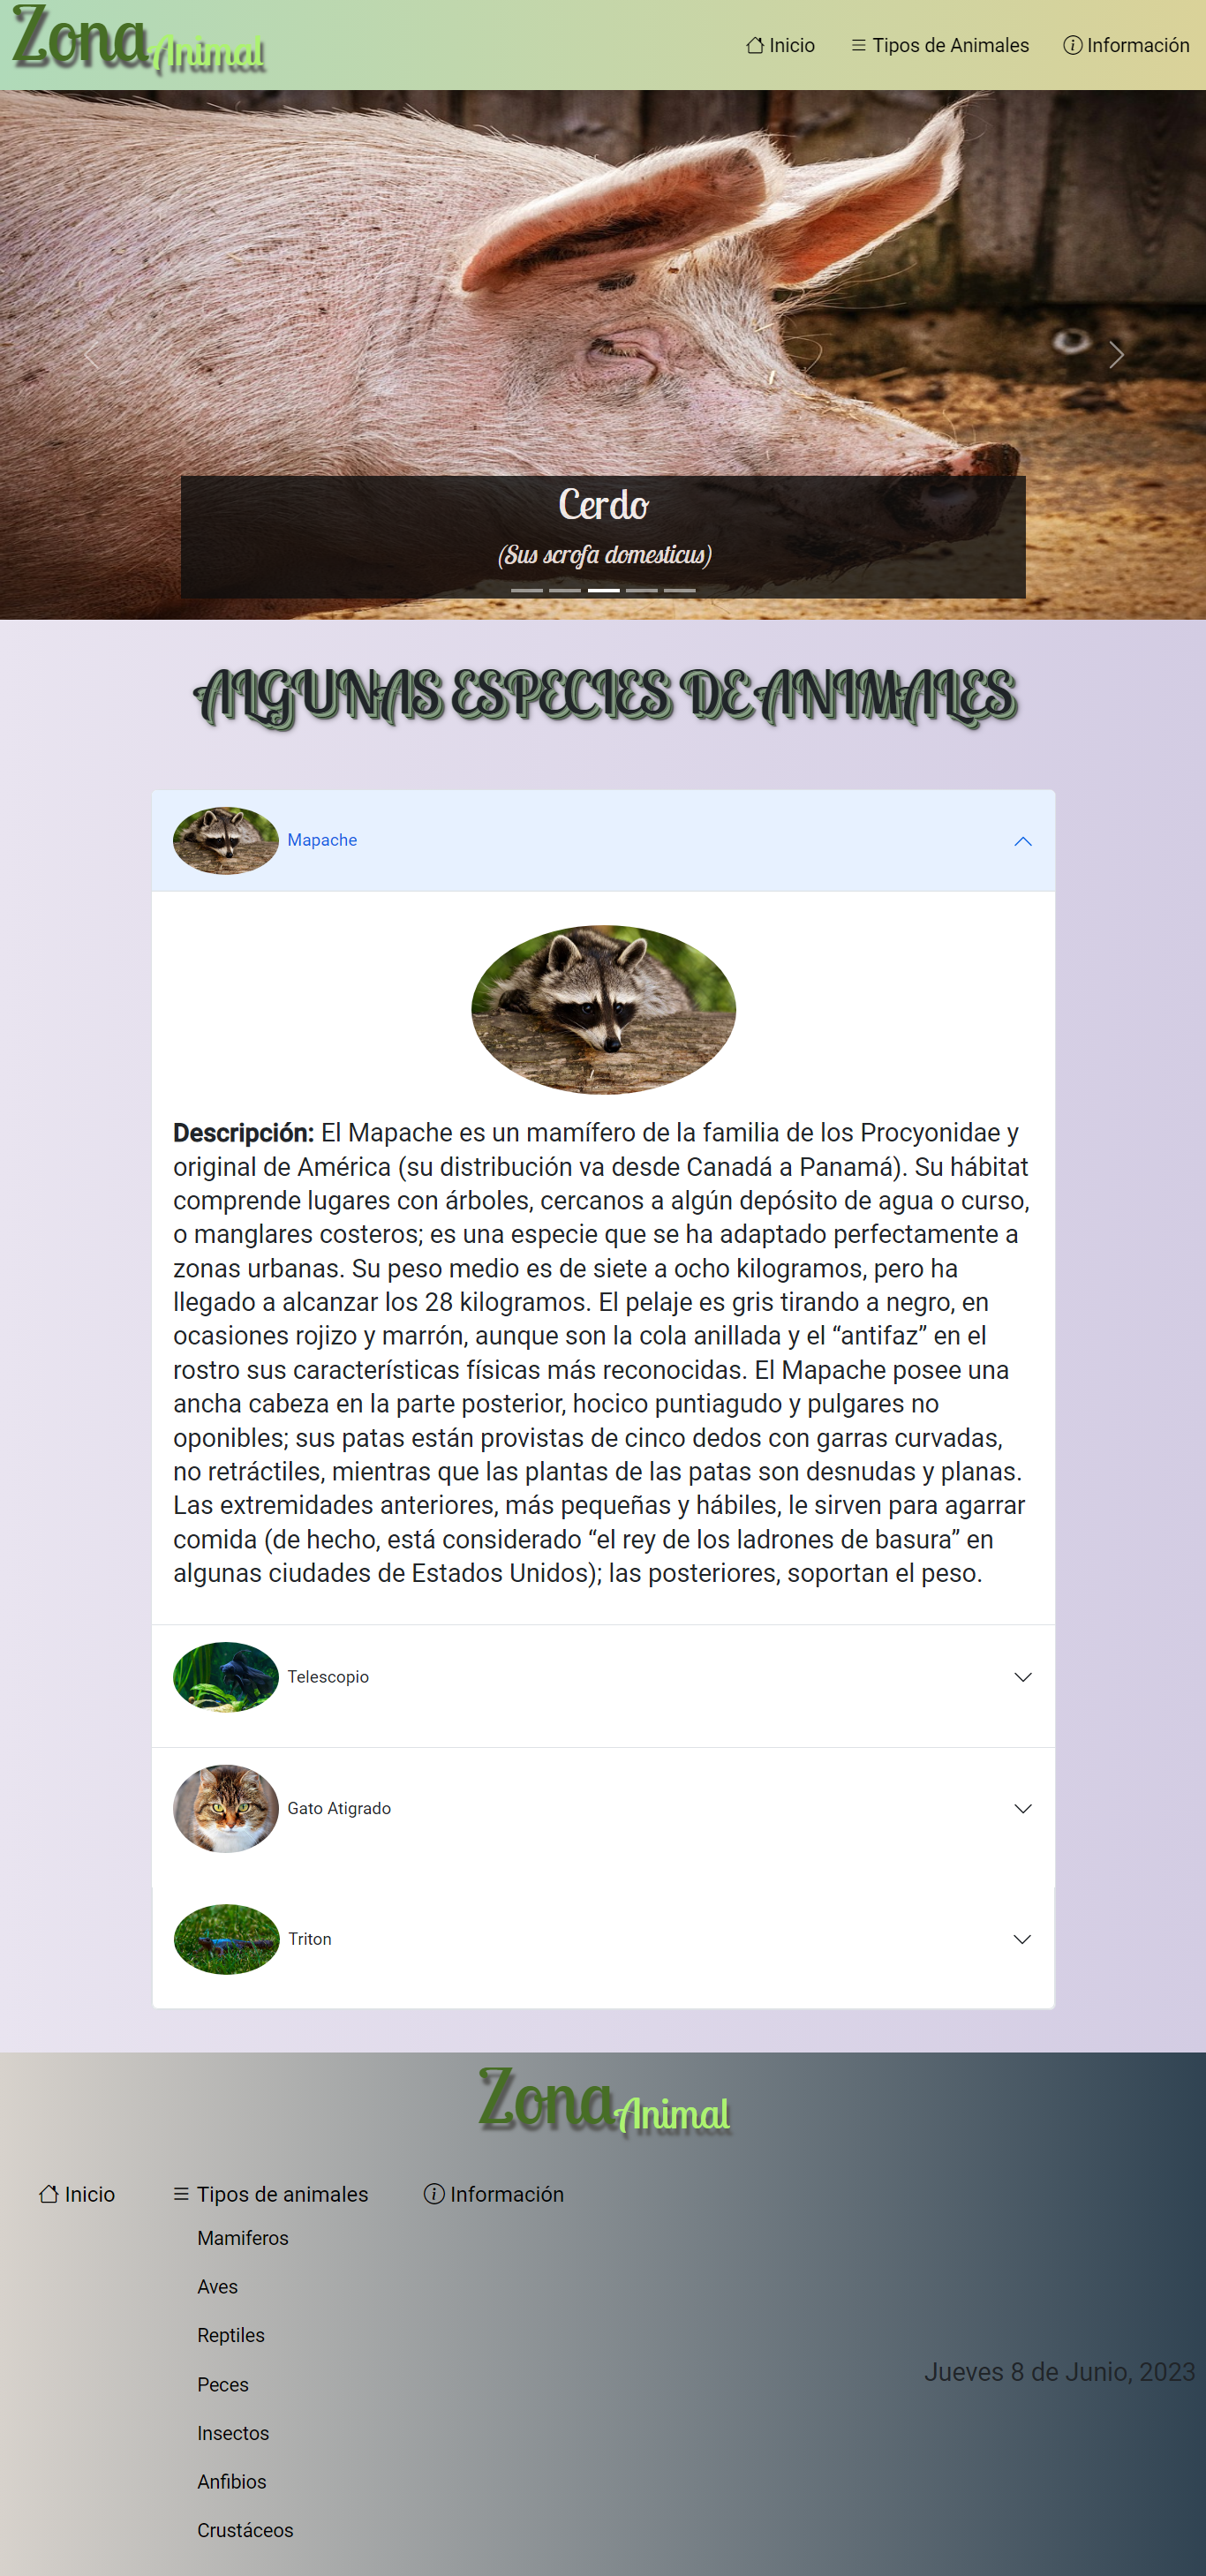 Zona Animal
Inicio
Tipos de Animales
Información
Cerdo
(Sus scrofa domesticus)
ALGUNAS ESPECIES DE ANIMALES
Mapache
Descripción: El Mapache es un mamífero de la familia de los Procyonidae y
original de América (su distribución va desde Canadá a Panamá). Su hábitat
comprende lugares con árboles, cercanos a algún depósito de agua o curso,
o manglares costeros; es una especie que se ha adaptado perfectamente a
zonas urbanas. Su peso medio es de siete a ocho kilogramos, pero ha
llegado a alcanzar los 28 kilogramos. El pelaje es gris tirando a negro, en
ocasiones rojizo y marrón, aunque son la cola anillada y el “antifaz” en el
rostro sus características físicas más reconocidas. El Mapache posee una
ancha cabeza en la parte posterior, hocico puntiagudo y pulgares no
oponibles; sus patas están provistas de cinco dedos con garras curvadas,
no retráctiles, mientras que las plantas de las patas son desnudas y planas.
Las extremidades anteriores, más pequeñas y hábiles, le sirven para agarrar
comida (de hecho, está considerado “el rey de los ladrones de basura” en
algunas ciudades de Estados Unidos); las posteriores, soportan el peso.
Telescopio
Gato Atigrado
Triton
Zona Animal
Inicio
Tipos de animales
Información
Mamiferos
Aves
Reptiles
Peces
Insectos
Anfibios
Crustáceos
Jueves 8 de Junio, 2023